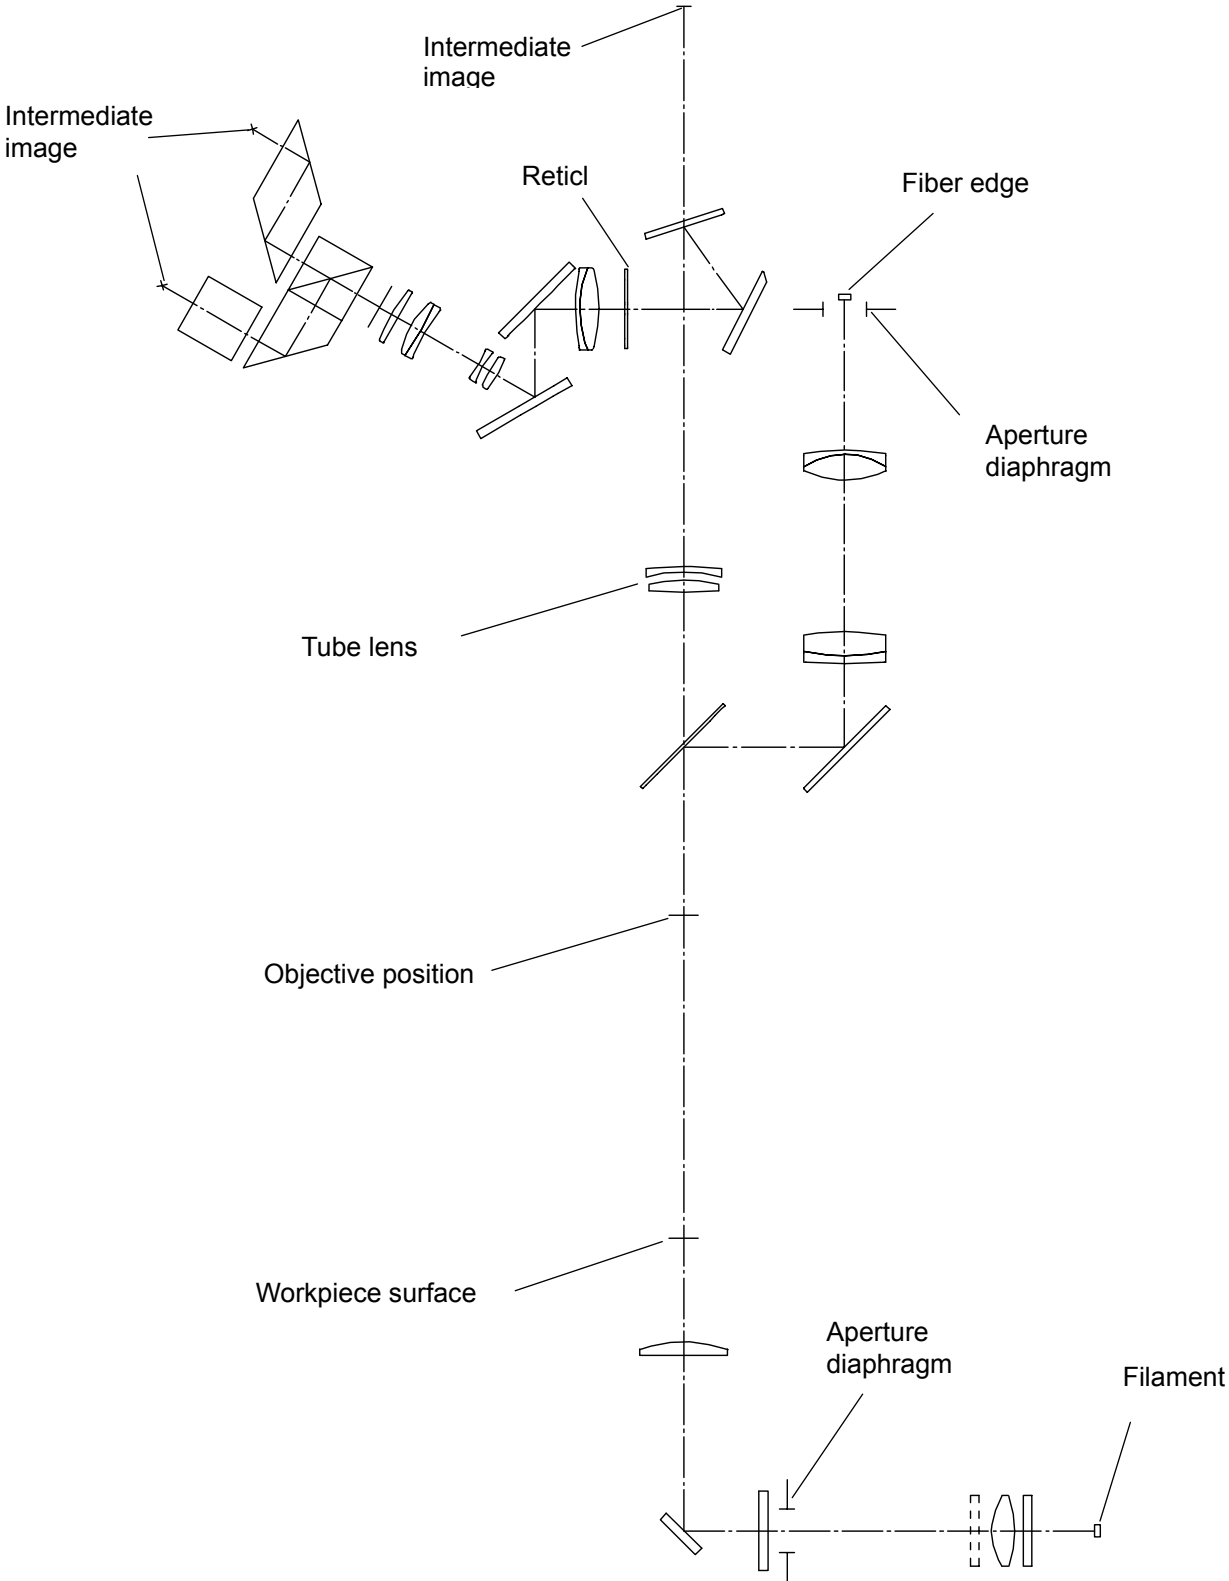 Intermediate
image
Intermediate
image
Reticl
Fiber edge
Aperture
diaphragm
Tube lens
Objective position
Workpiece surface
Aperture
diaphragm
Filament